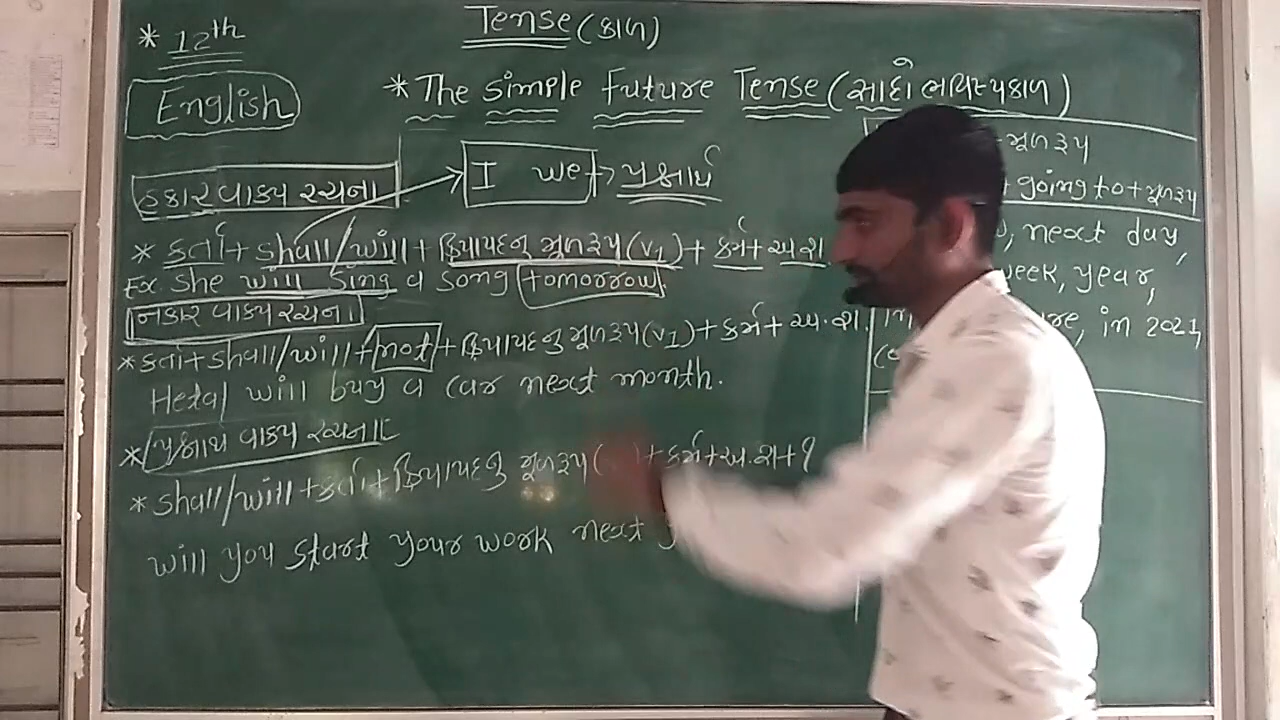 * 12th
Tense (કાળ)
English
* The Simple Future Tense (સાદો ભવિષ્યકાળ)
હકાર વાક્ય રચના
I we → પ્રશ્નાર્થ
* કર્તા + shall/will + ક્રિયાપદનુ મૂળરૂપ (v1) + કર્મ + અ.શ
Ex. She will sing a song tomorrow.
નકાર વાક્ય રચના
* કર્તા + shall/will + not + ક્રિયાપદનુ મૂળરૂપ (v1) + કર્મ + અ.શ.
Hetal will buy a car next month.
* પ્રશ્નાર્થ વાક્ય રચના
* shall/will + કર્તા + ક્રિયાપદનુ મૂળરૂપ ( ) + કર્મ + અ.શ + ?
will you start your work next
મૂળરૂપ
+ going to + મૂળરૂપ
, next day,
week, year,
in 2021,